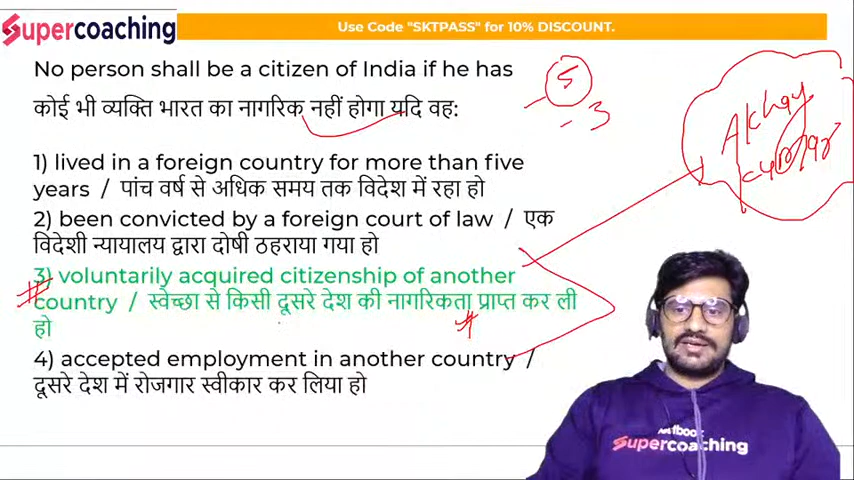 Supercoaching
Use Code "SKTPASS" for 10% DISCOUNT.
No person shall be a citizen of India if he has
कोई भी व्यक्ति भारत का नागरिक नहीं होगा यदि वह:
5
- 3
Akhay
kumar
1) lived in a foreign country for more than five
years / पांच वर्ष से अधिक समय तक विदेश में रहा हो
2) been convicted by a foreign court of law / एक
विदेशी न्यायालय द्वारा दोषी ठहराया गया हो
3) voluntarily acquired citizenship of another
country / स्वेच्छा से किसी दूसरे देश की नागरिकता प्राप्त कर ली
हो
4) accepted employment in another country /
दूसरे देश में रोजगार स्वीकार कर लिया हो
Supercoaching